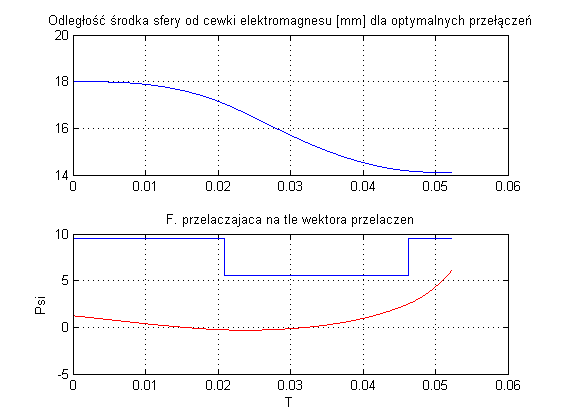 Odległość środka sfery od cewki elektromagnesu [mm] dla optymalnych przełączeń
20
18
16
14
0 0.01 0.02 0.03 0.04 0.05 0.06
F. przelaczajaca na tle wektora przelaczen
10
5
0
-5
Psi
0 0.01 0.02 0.03 0.04 0.05 0.06
T